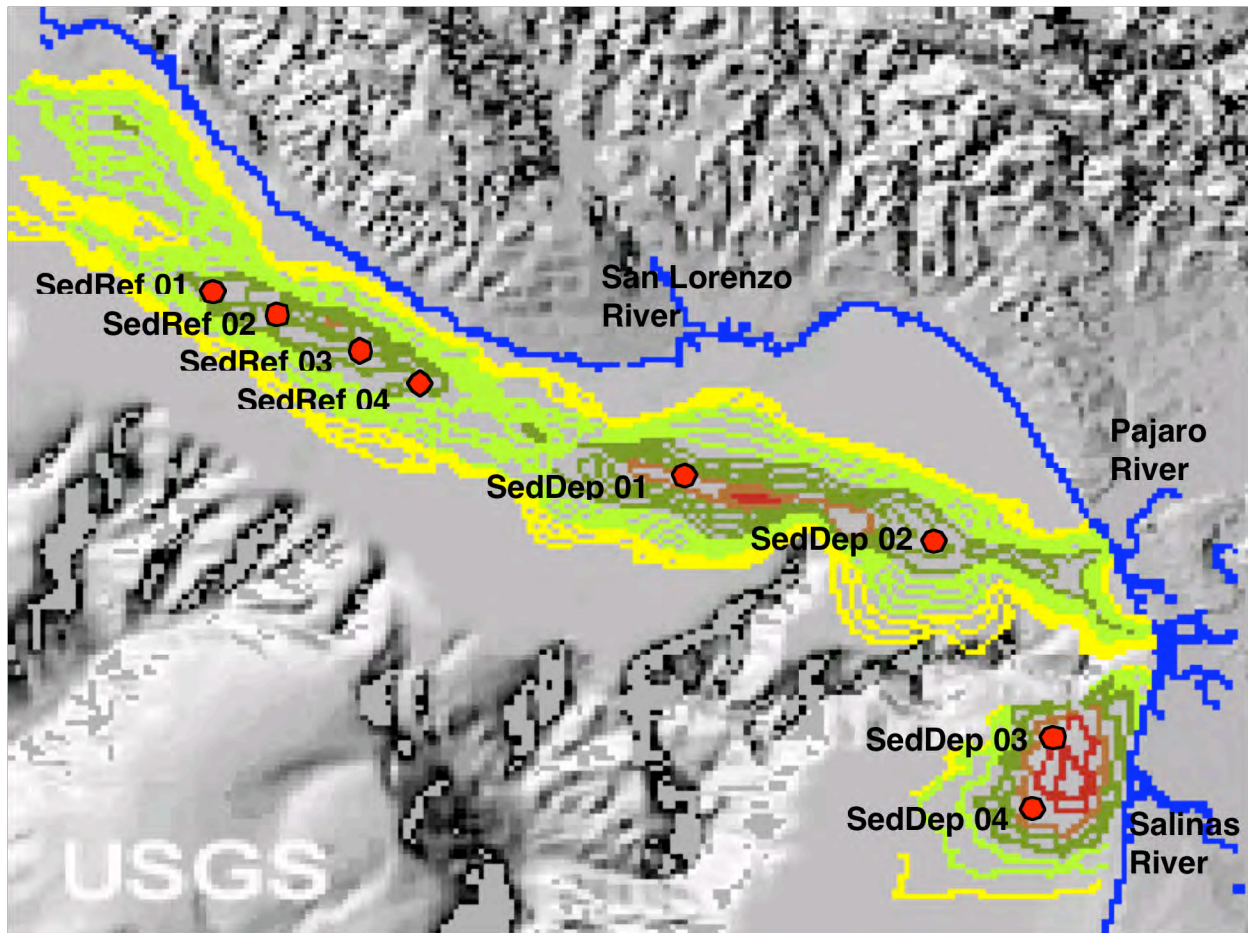 San Lorenzo
River
SedRef 01
SedRef 02
SedRef 03
SedRef 04
Pajaro
River
SedDep 01
SedDep 02
SedDep 03
SedDep 04
Salinas
River
USGS